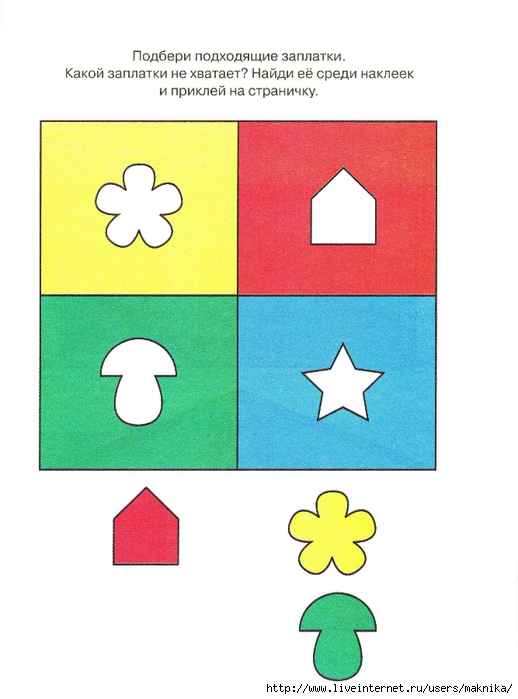 Подбери подходящие заплатки.
Какой заплатки не хватает? Найди её среди наклеек
и приклей на страничку.
http://www.liveinternet.ru/users/maknika/